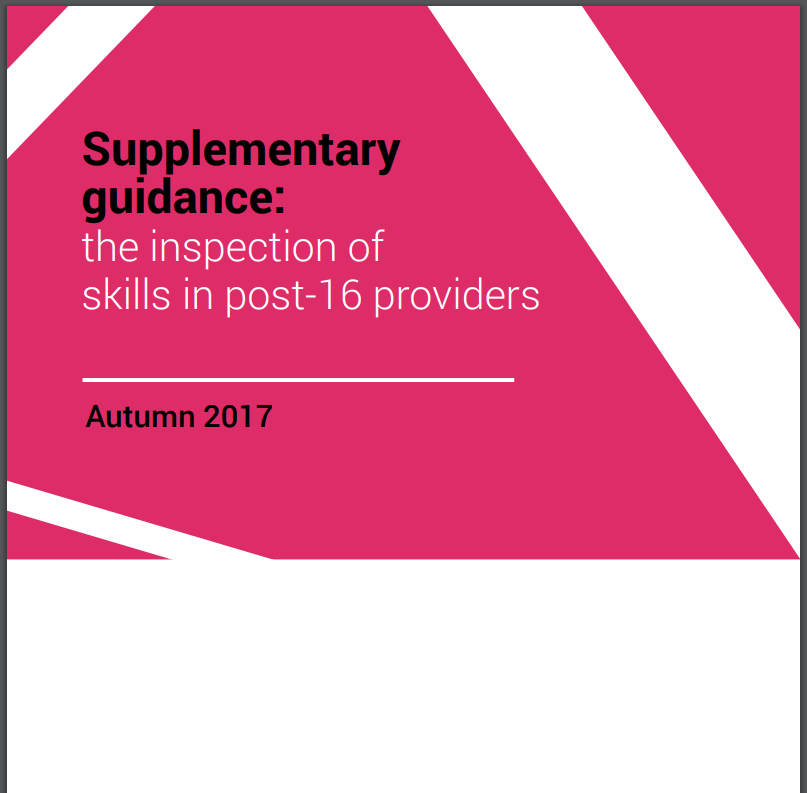 Supplementary
guidance:
the inspection of
skills in post-16 providers
Autumn 2017